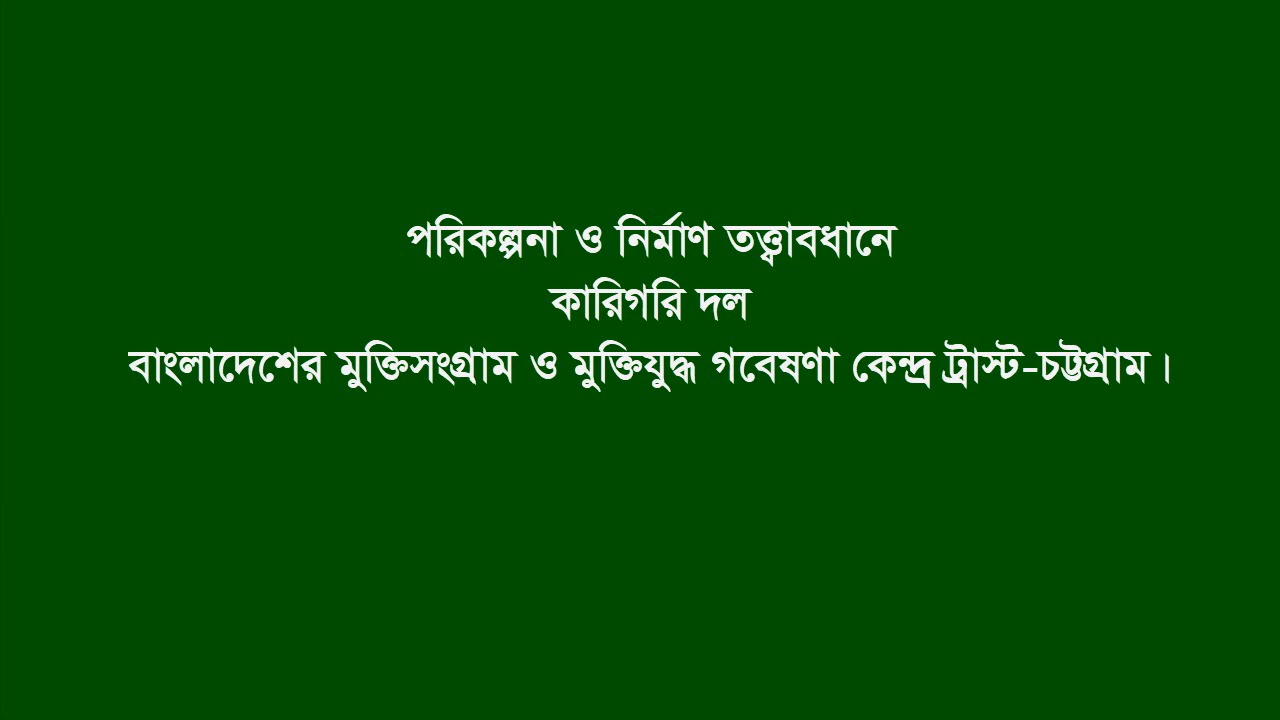 পরিকল্পনা ও নির্মাণ তত্ত্বাবধানে
কারিগরি দল
বাংলাদেশের মুক্তিসংগ্রাম ও মুক্তিযুদ্ধ গবেষণা কেন্দ্র ট্রাস্ট-চট্টগ্রাম।